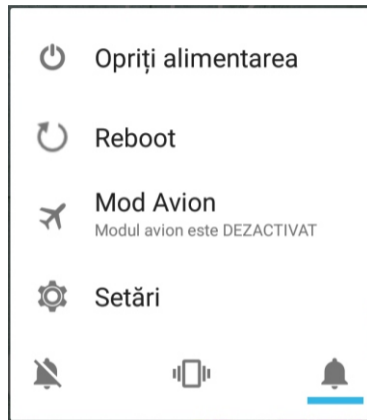 Opriți alimentarea
Reboot
Mod Avion
Modul avion este DEZACTIVAT
Setări